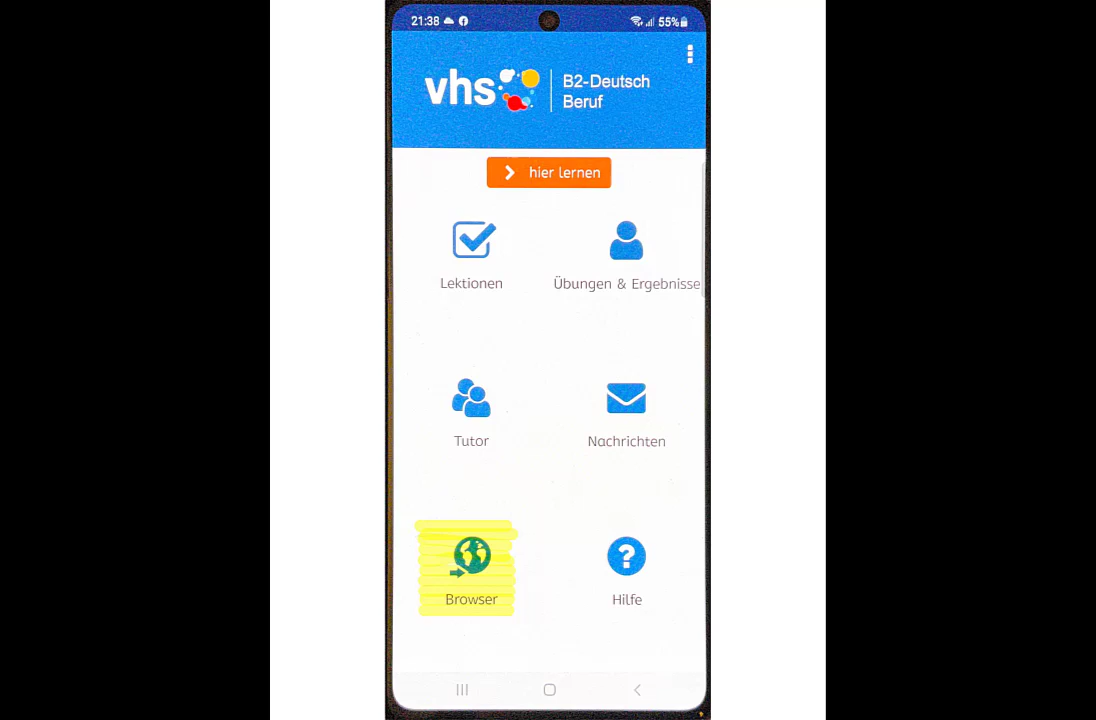 21:38
55%
vhs
B2-Deutsch
Beruf
hier lernen
Lektionen
Übungen & Ergebnisse
Tutor
Nachrichten
Browser
Hilfe